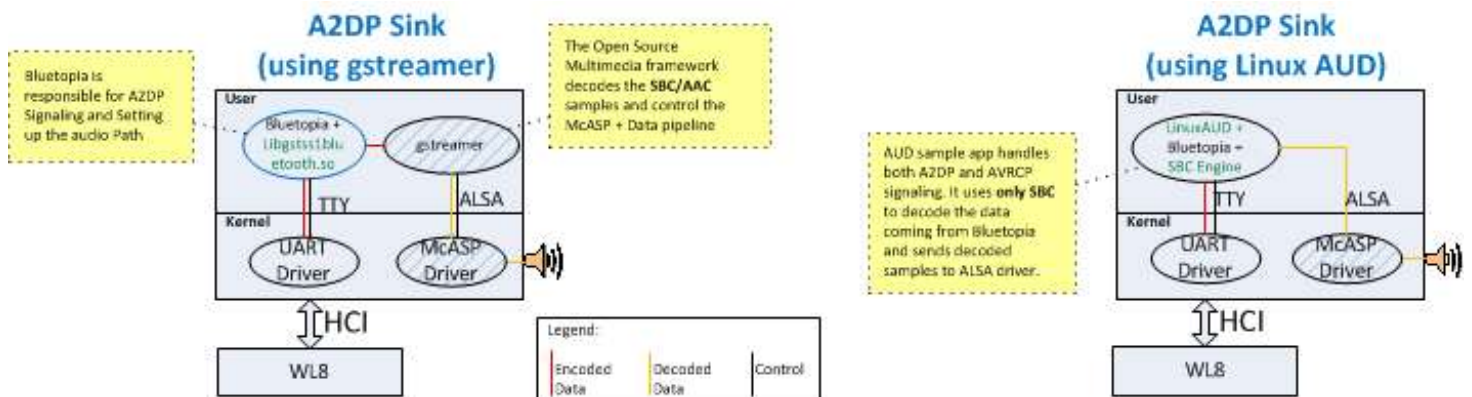 A2DP Sink
(using gstreamer)
Bluetopia is
responsible for A2DP
Signaling and Setting
up the audio Path
The Open Source
Multimedia framework
decodes the SBC/AAC
samples and control the
McASP + Data pipeline
User
Bluetopia +
Libgstss1blu
etooth.so
gstreamer
TTY
ALSA
Kernel
UART
Driver
McASP
Driver
HCI
WL8
Legend:
Encoded
Data
Decoded
Data
Control
A2DP Sink
(using Linux AUD)
AUD sample app handles
both A2DP and AVRCP
signaling. It uses only SBC
to decode the data
coming from Bluetopia
and sends decoded
samples to ALSA driver.
User
LinuxAUD +
Bluetopia +
SBC Engine
TTY
ALSA
Kernel
UART
Driver
McASP
Driver
HCI
WL8